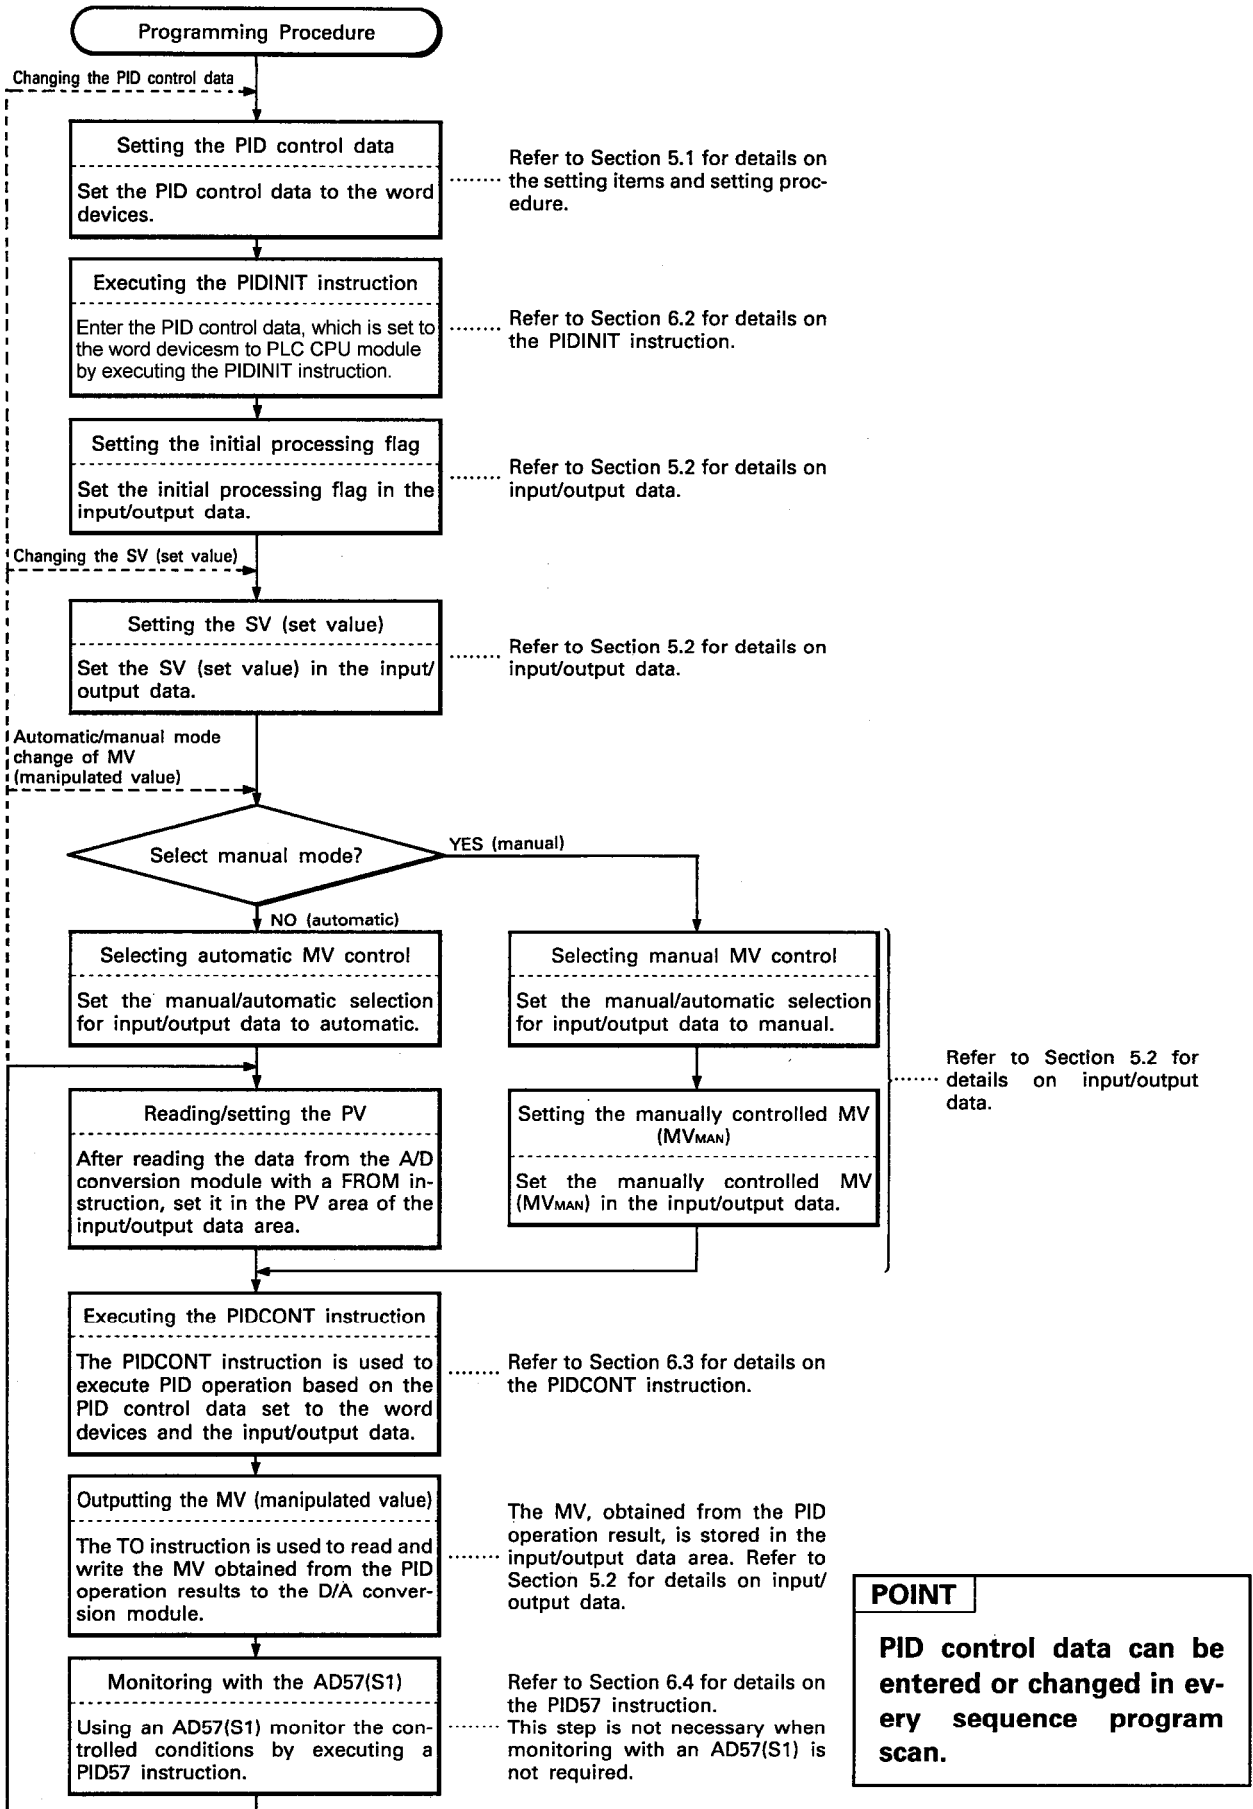 Programming Procedure
Changing the PID control data
Setting the PID control data
Set the PID control data to the word
devices.
........ Refer to Section 5.1 for details on
the setting items and setting proc-
edure.
Executing the PIDINIT instruction
Enter the PID control data, which is set to
the word devicesm to PLC CPU module
by executing the PIDINIT instruction.
........ Refer to Section 6.2 for details on
the PIDINIT instruction.
Setting the initial processing flag
Set the initial processing flag in the
input/output data.
........ Refer to Section 5.2 for details on
input/output data.
Changing the SV (set value)
Setting the SV (set value)
Set the SV (set value) in the input/
output data.
........ Refer to Section 5.2 for details on
input/output data.
Automatic/manual mode
change of MV
(manipulated value)
Select manual mode?
YES (manual)
NO (automatic)
Selecting automatic MV control
Set the manual/automatic selection
for input/output data to automatic.
Selecting manual MV control
Set the manual/automatic selection
for input/output data to manual.
Reading/setting the PV
After reading the data from the A/D
conversion module with a FROM in-
struction, set it in the PV area of the
input/output data area.
Setting the manually controlled MV
(MVMAN)
Set the manually controlled MV
(MVMAN) in the input/output data.
........ Refer to Section 5.2 for
details on input/output
data.
Executing the PIDCONT instruction
The PIDCONT instruction is used to
execute PID operation based on the
PID control data set to the word
devices and the input/output data.
........ Refer to Section 6.3 for details on
the PIDCONT instruction.
Outputting the MV (manipulated value)
The TO instruction is used to read and
write the MV obtained from the PID
operation results to the D/A conver-
sion module.
The MV, obtained from the PID
operation result, is stored in the
........ input/output data area. Refer to
Section 5.2 for details on input/
output data.
Monitoring with the AD57(S1)
Using an AD57(S1) monitor the con-
trolled conditions by executing a
PID57 instruction.
Refer to Section 6.4 for details on
the PID57 instruction.
........ This step is not necessary when
monitoring with an AD57(S1) is
not required.
POINT
PID control data can be
entered or changed in ev-
ery sequence program
scan.